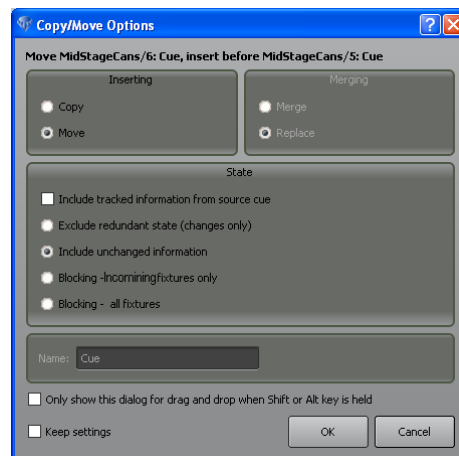 Copy/Move Options
Move MidStageCans/6: Cue, insert before MidStageCans/5: Cue
Inserting
Merging
Copy
Merge
Move
Replace
State
Include tracked information from source cue
Exclude redundant state (changes only)
Include unchanged information
Blocking -Incomining fixtures only
Blocking - all fixtures
Name: Cue
Only show this dialog for drag and drop when Shift or Alt key is held
Keep settings
OK
Cancel